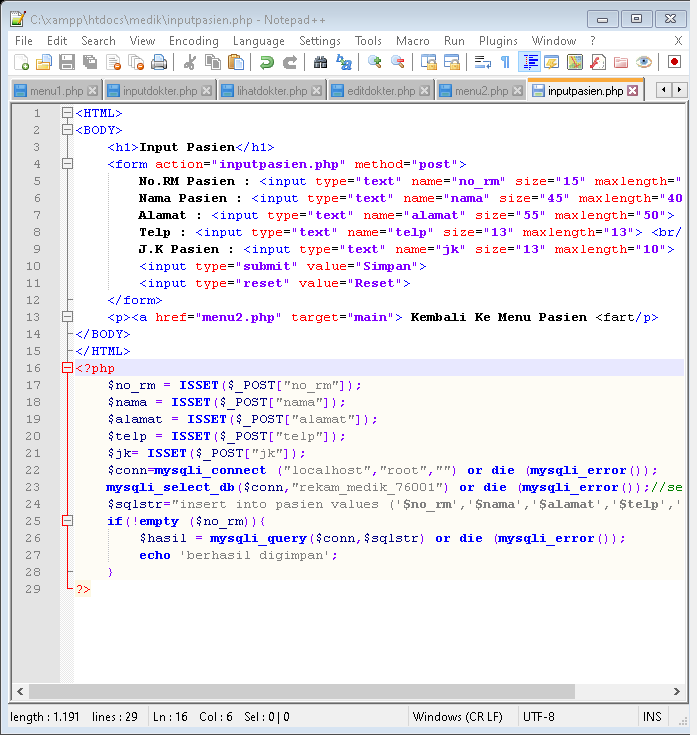 C:\xampp\htdocs\medik\inputpasien.php - Notepad++
File Edit Search View Encoding Language Settings Tools Macro Run Plugins Window ? X
menu1.php inputdokter.php lihatdokter.php editdokter.php menu2.php inputpasien.php
1 <HTML>
2 <BODY>
3 <h1>Input Pasien</h1>
4 <form action="inputpasien.php" method="post">
5 No.RM Pasien : <input type="text" name="no_rm" size="15" maxlength="
6 Nama Pasien : <input type="text" name="nama" size="45" maxlength="40
7 Alamat : <input type="text" name="alamat" size="55" maxlength="50">
8 Telp : <input type="text" name="telp" size="13" maxlength="13"> <br/
9 J.K Pasien : <input type="text" name="jk" size="13" maxlength="10">
10 <input type="submit" value="Simpan">
11 <input type="reset" value="Reset">
12 </form>
13 <p><a href="menu2.php" target="main"> Kembali Ke Menu Pasien <fart/p>
14 </BODY>
15 </HTML>
16 <?php
17 $no_rm = ISSET($_POST["no_rm"]);
18 $nama = ISSET($_POST["nama"]);
19 $alamat = ISSET($_POST["alamat"]);
20 $telp = ISSET($_POST["telp"]);
21 $jk= ISSET($_POST["jk"]);
22 $conn=mysqli_connect ("localhost","root","") or die (mysqli_error());
23 mysqli_select_db($conn,"rekam_medik_76001") or die (mysqli_error());//se
24 $sqlstr="insert into pasien values ('$no_rm','$nama','$alamat','$telp','
25 if(!empty ($no_rm)){
26 $hasil = mysqli_query($conn,$sqlstr) or die (mysqli_error());
27 echo 'berhasil digimpan';
28 }
29 ?>
length : 1.191 lines : 29 Ln : 16 Col : 6 Sel : 0 | 0 Windows (CR LF) UTF-8 INS